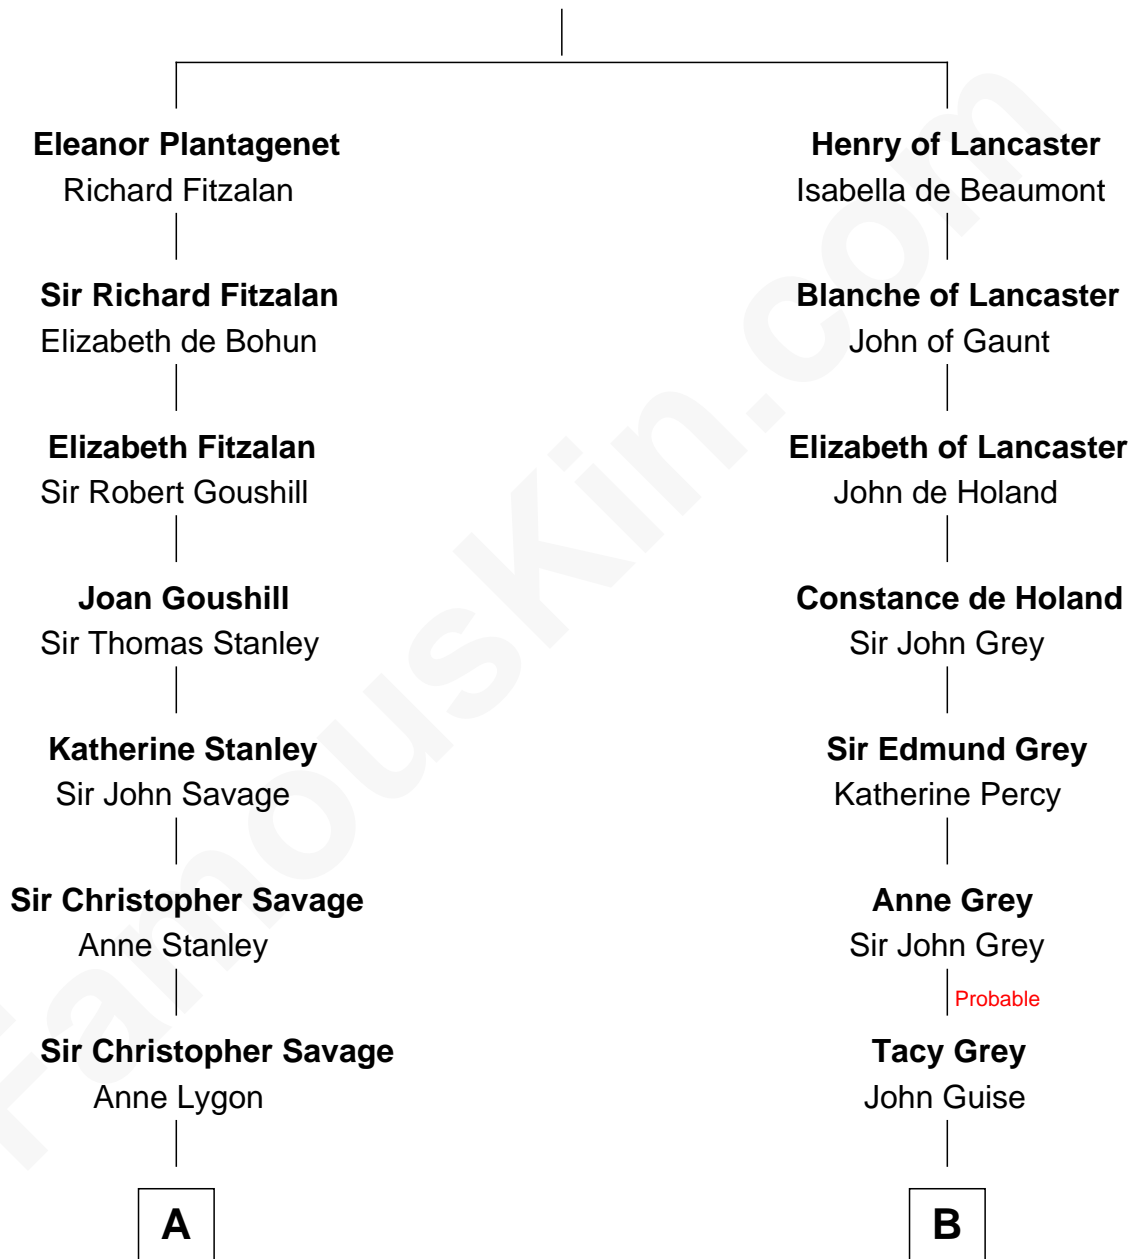 Eleanor Plantagenet
Richard Fitzalan
Sir Richard Fitzalan
Elizabeth de Bohun
Elizabeth Fitzalan
Sir Robert Goushill
Joan Goushill
Sir Thomas Stanley
Katherine Stanley
Sir John Savage
Sir Christopher Savage
Anne Stanley
Sir Christopher Savage
Anne Lygon
A
Henry of Lancaster
Isabella de Beaumont
Blanche of Lancaster
John of Gaunt
Elizabeth of Lancaster
John de Holand
Constance de Holand
Sir John Grey
Sir Edmund Grey
Katherine Percy
Anne Grey
Sir John Grey
Probable
Tacy Grey
John Guise
B
FamousKin.com